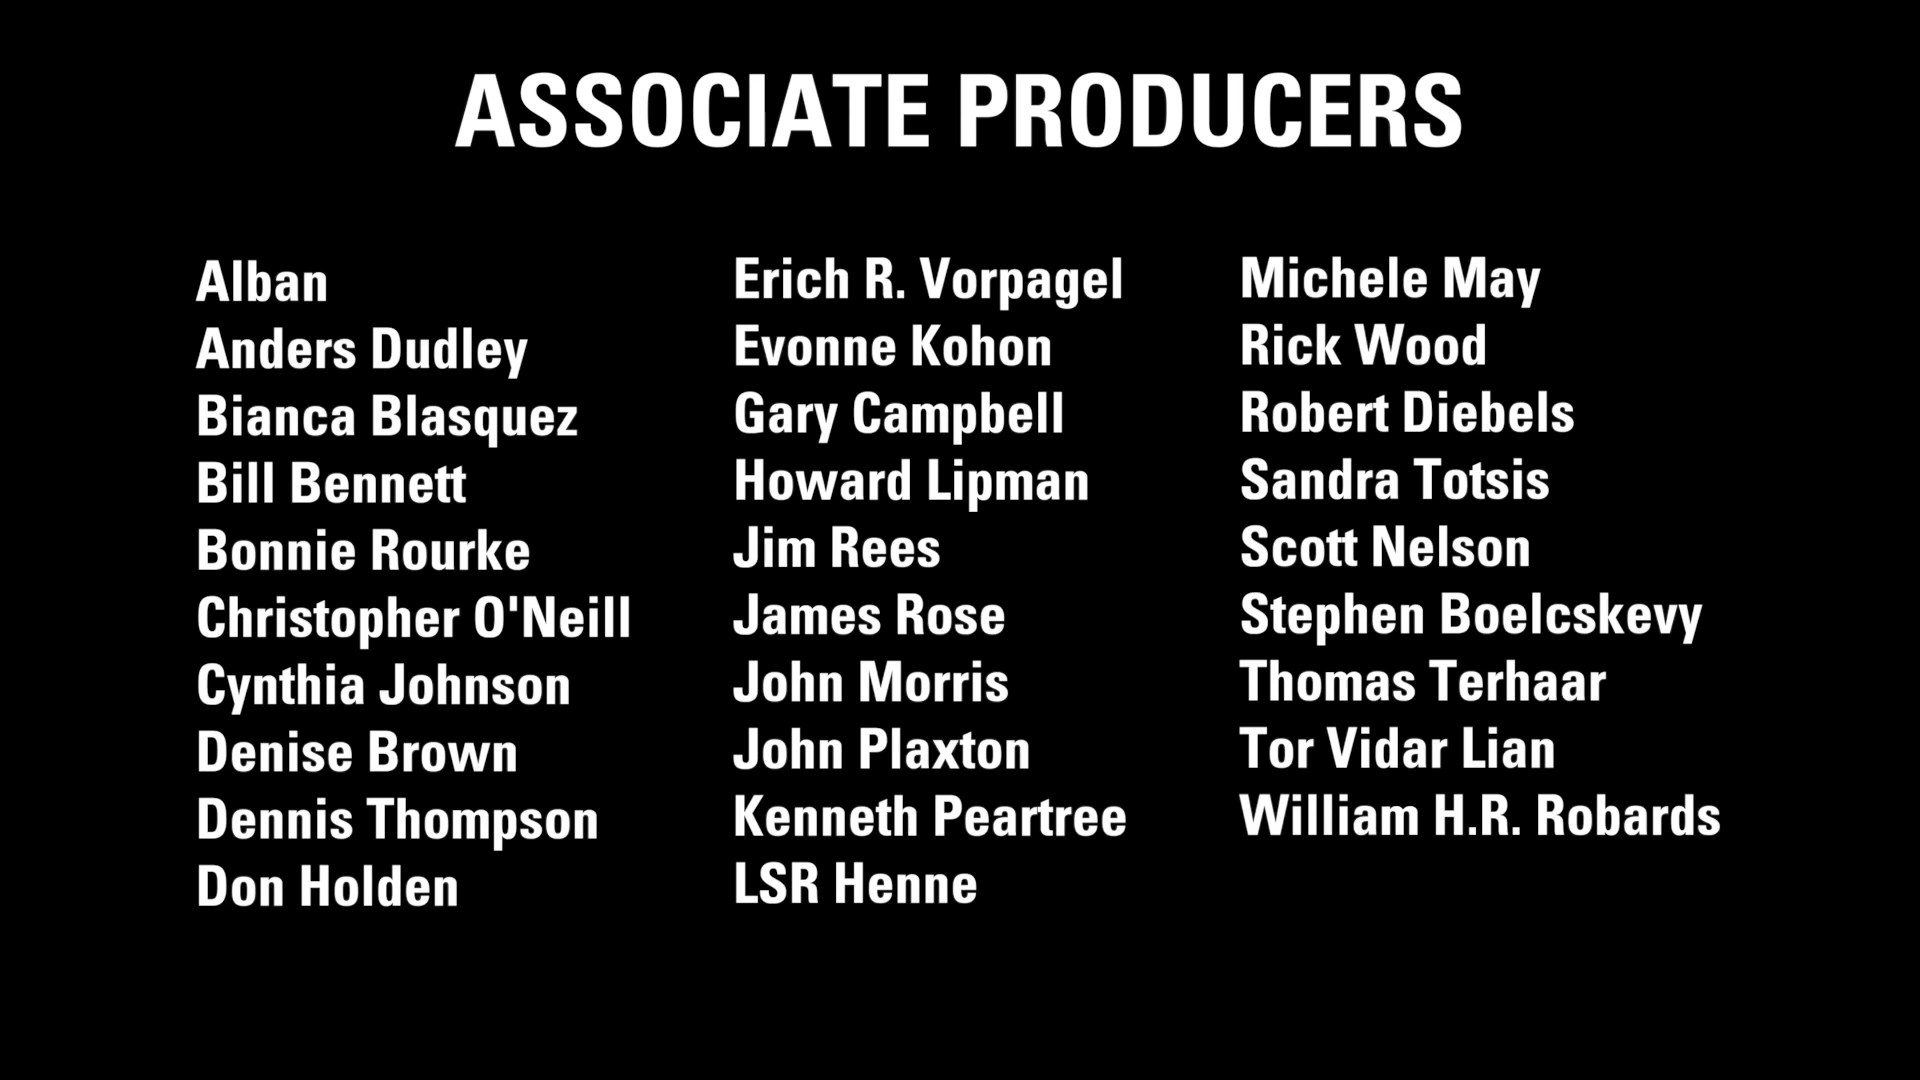 ASSOCIATE PRODUCERS
Alban
Anders Dudley
Bianca Blasquez
Bill Bennett
Bonnie Rourke
Christopher O'Neill
Cynthia Johnson
Denise Brown
Dennis Thompson
Don Holden
Erich R. Vorpagel
Evonne Kohon
Gary Campbell
Howard Lipman
Jim Rees
James Rose
John Morris
John Plaxton
Kenneth Peartree
LSR Henne
Michele May
Rick Wood
Robert Diebels
Sandra Totsis
Scott Nelson
Stephen Boelcskevy
Thomas Terhaar
Tor Vidar Lian
William H.R. Robards